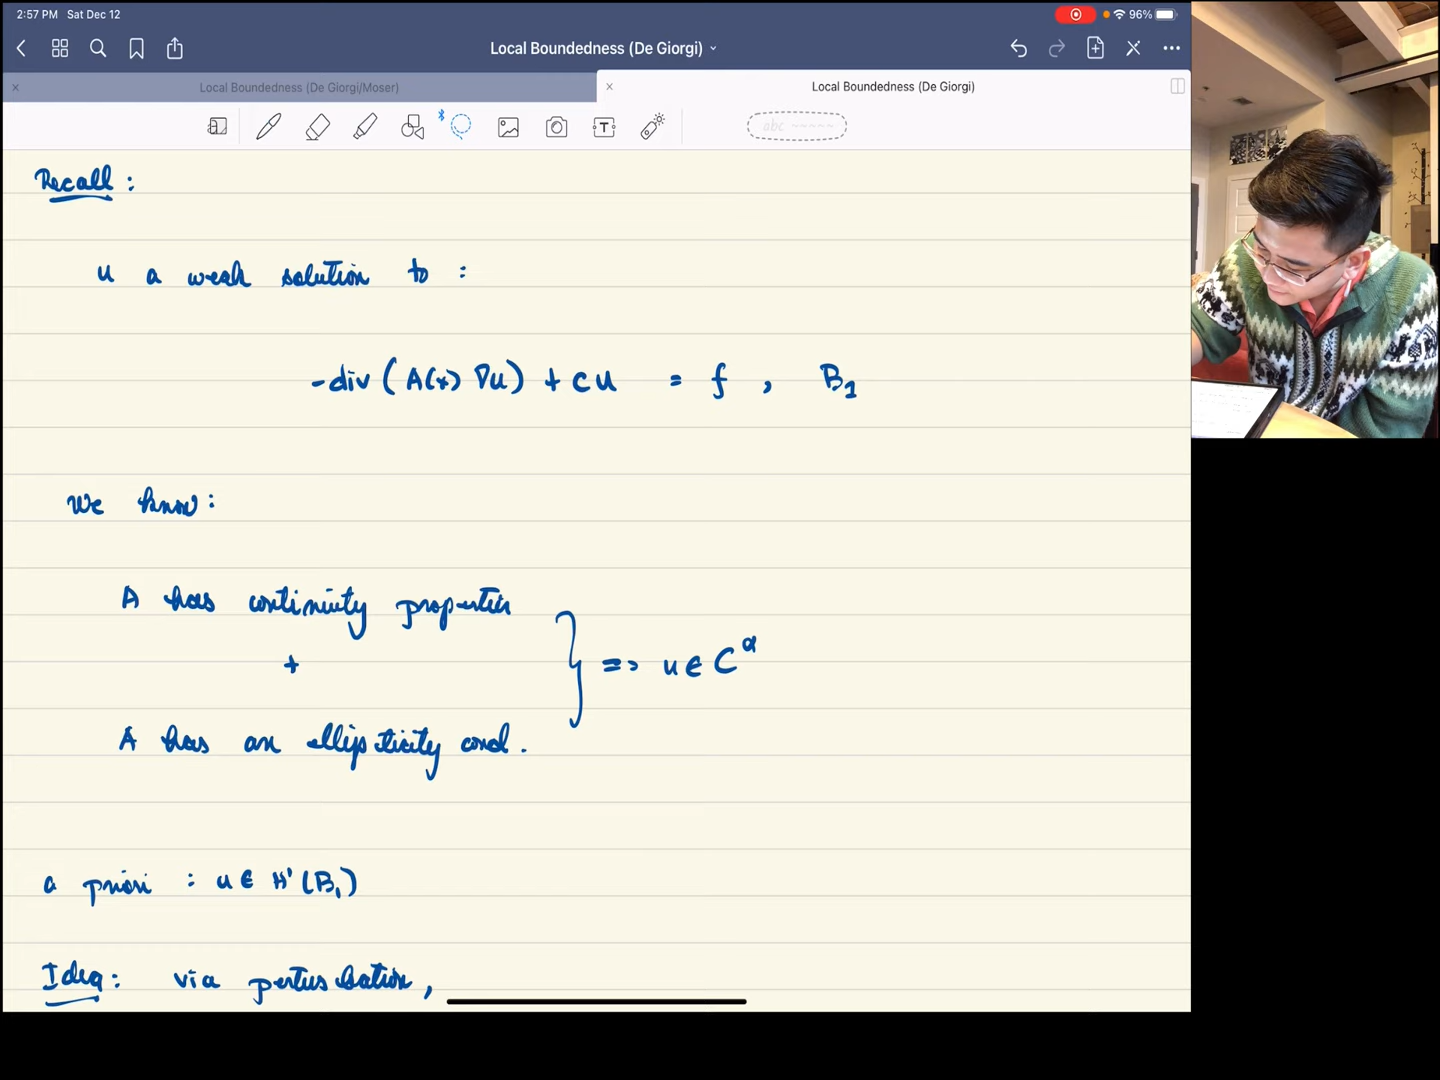 2:57 PM Sat Dec 12
96%
Local Boundedness (De Giorgi)
Local Boundedness (De Giorgi/Moser)
Local Boundedness (De Giorgi)
abc
Recall:
u a weak solution to:
-div(A(x)∇u) + cu = f, B₁
We know:
A has continuity properties
+
A has an ellipticity cond.
} => u ∈ C^α
a priori: u ∈ H¹(B₁)
Idea: via perturbation,